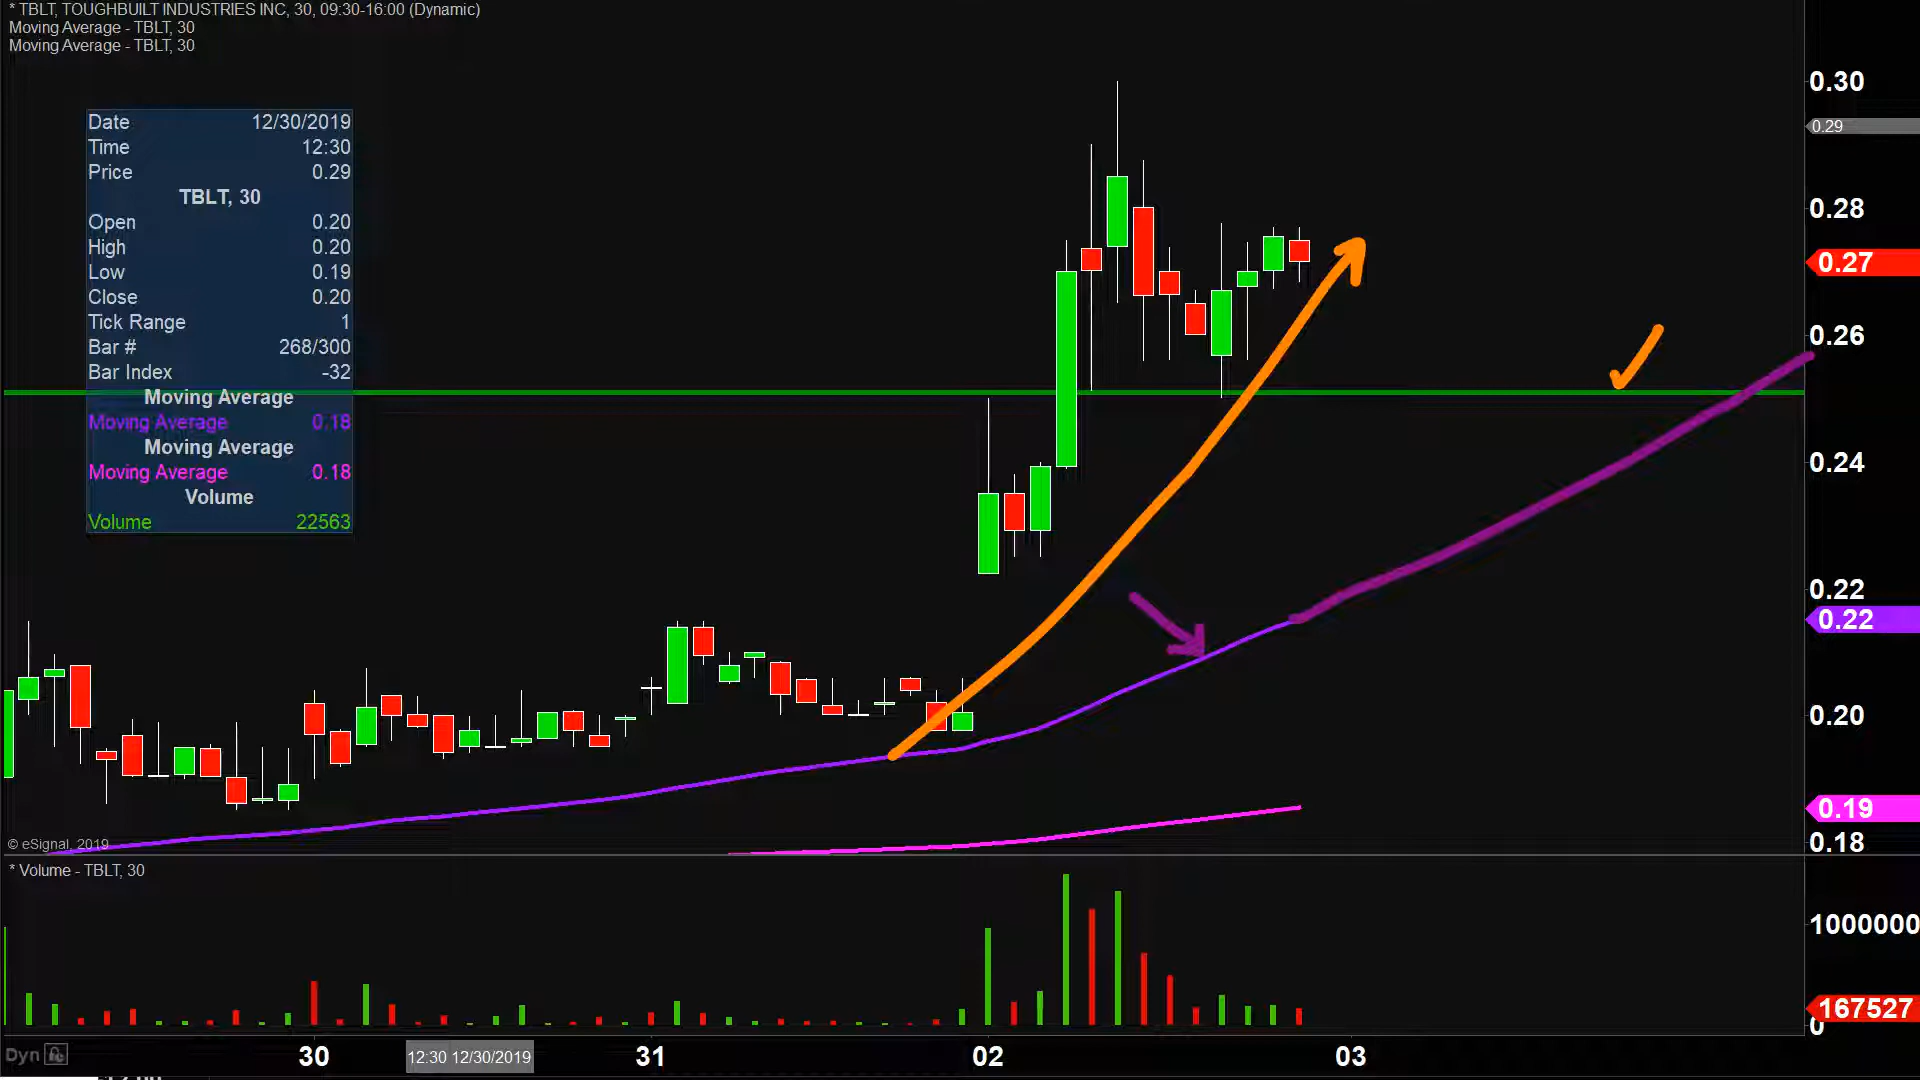 * TBLT, TOUGHBUILT INDUSTRIES INC, 30, 09:30-16:00 (Dynamic)
Moving Average - TBLT, 30
Moving Average - TBLT, 30
Date 12/30/2019
Time 12:30
Price 0.29
TBLT, 30
Open 0.20
High 0.20
Low 0.19
Close 0.20
Tick Range 1
Bar # 268/300
Bar Index -32
Moving Average
Moving Average 0.18
Moving Average
Moving Average 0.18
Volume
Volume 22563
0.30
0.29
0.28
0.27
0.26
0.24
0.22
0.22
0.20
0.19
0.18
© eSignal, 2019
* Volume - TBLT, 30
1000000
167527
0
Dyn
30
12:30 12/30/2019
31
02
03